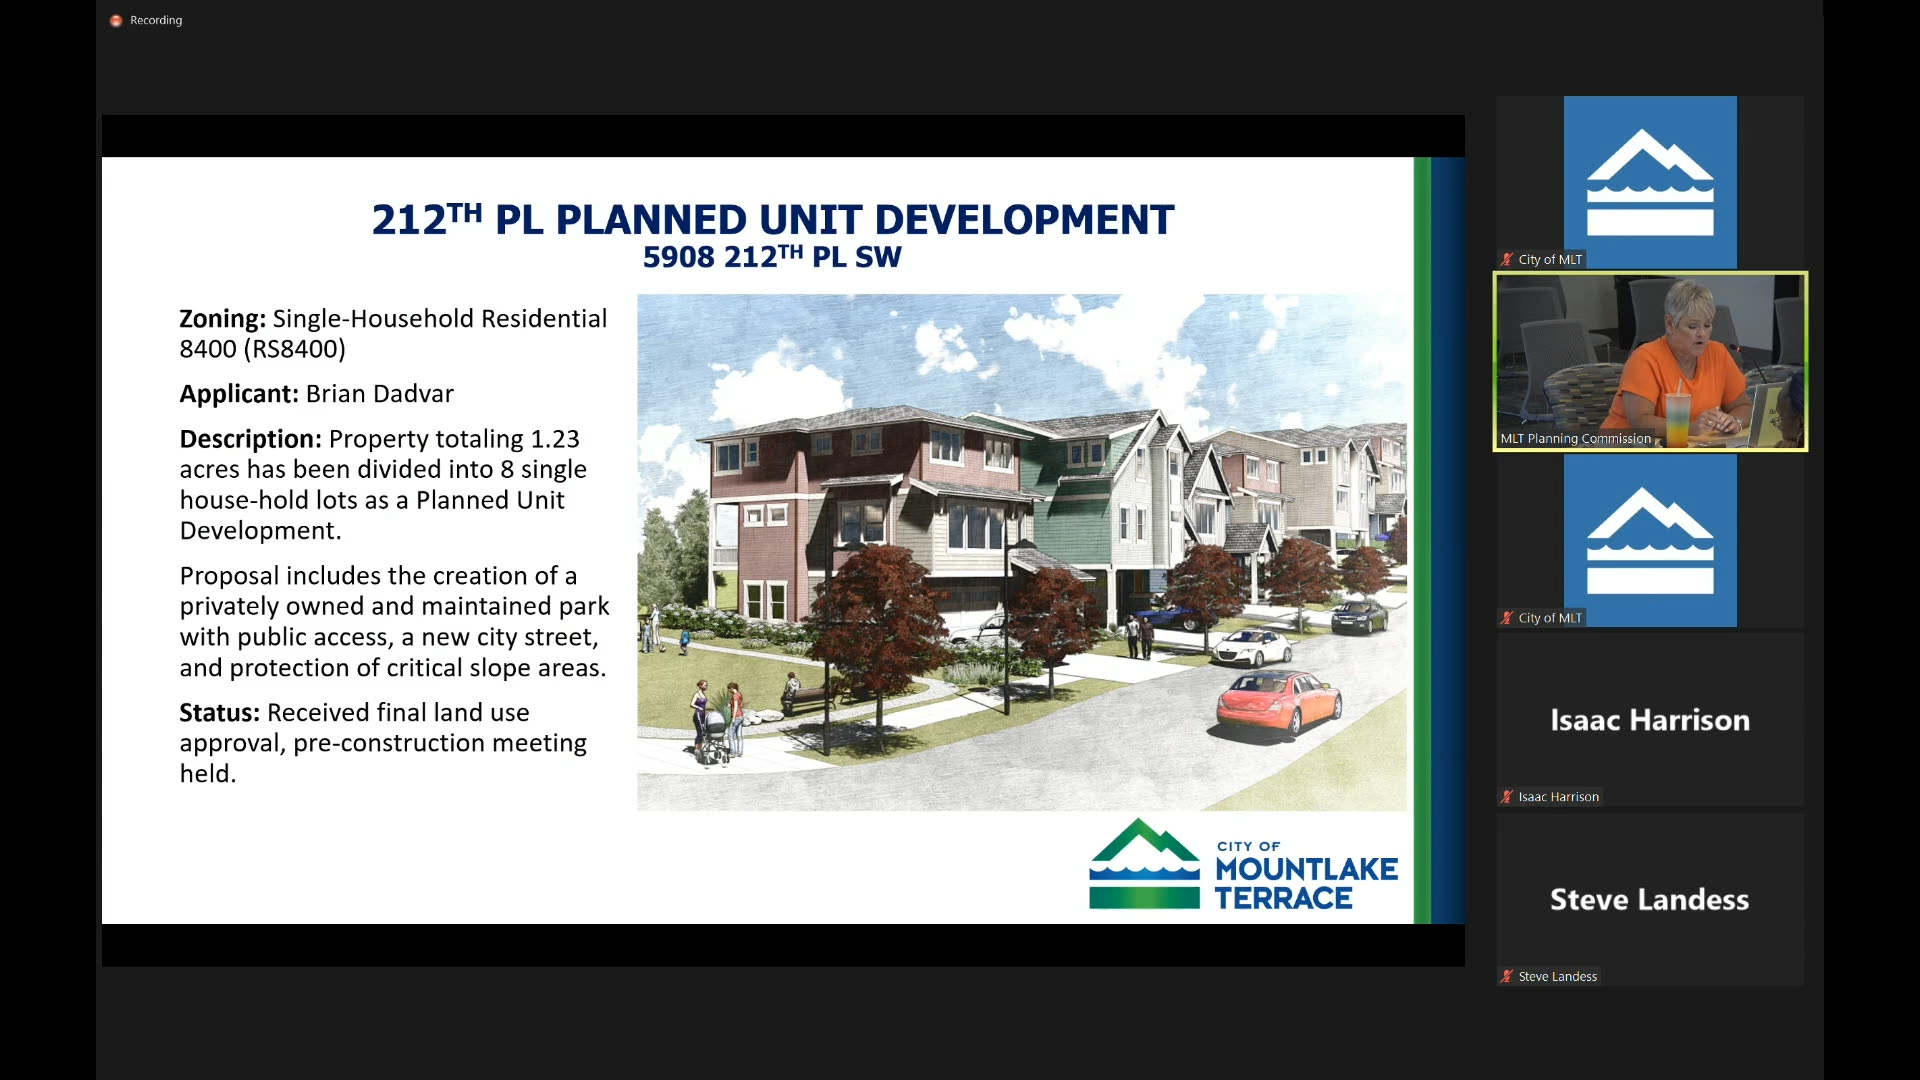 Recording
212TH PL PLANNED UNIT DEVELOPMENT
5908 212TH PL SW
Zoning: Single-Household Residential
8400 (RS8400)
Applicant: Brian Dadvar
Description: Property totaling 1.23
acres has been divided into 8 single
house-hold lots as a Planned Unit
Development.
Proposal includes the creation of a
privately owned and maintained park
with public access, a new city street,
and protection of critical slope areas.
Status: Received final land use
approval, pre-construction meeting
held.
CITY OF
MOUNTLAKE
TERRACE
City of MLT
MLT Planning Commission
City of MLT
Isaac Harrison
Isaac Harrison
Steve Landess
Steve Landess